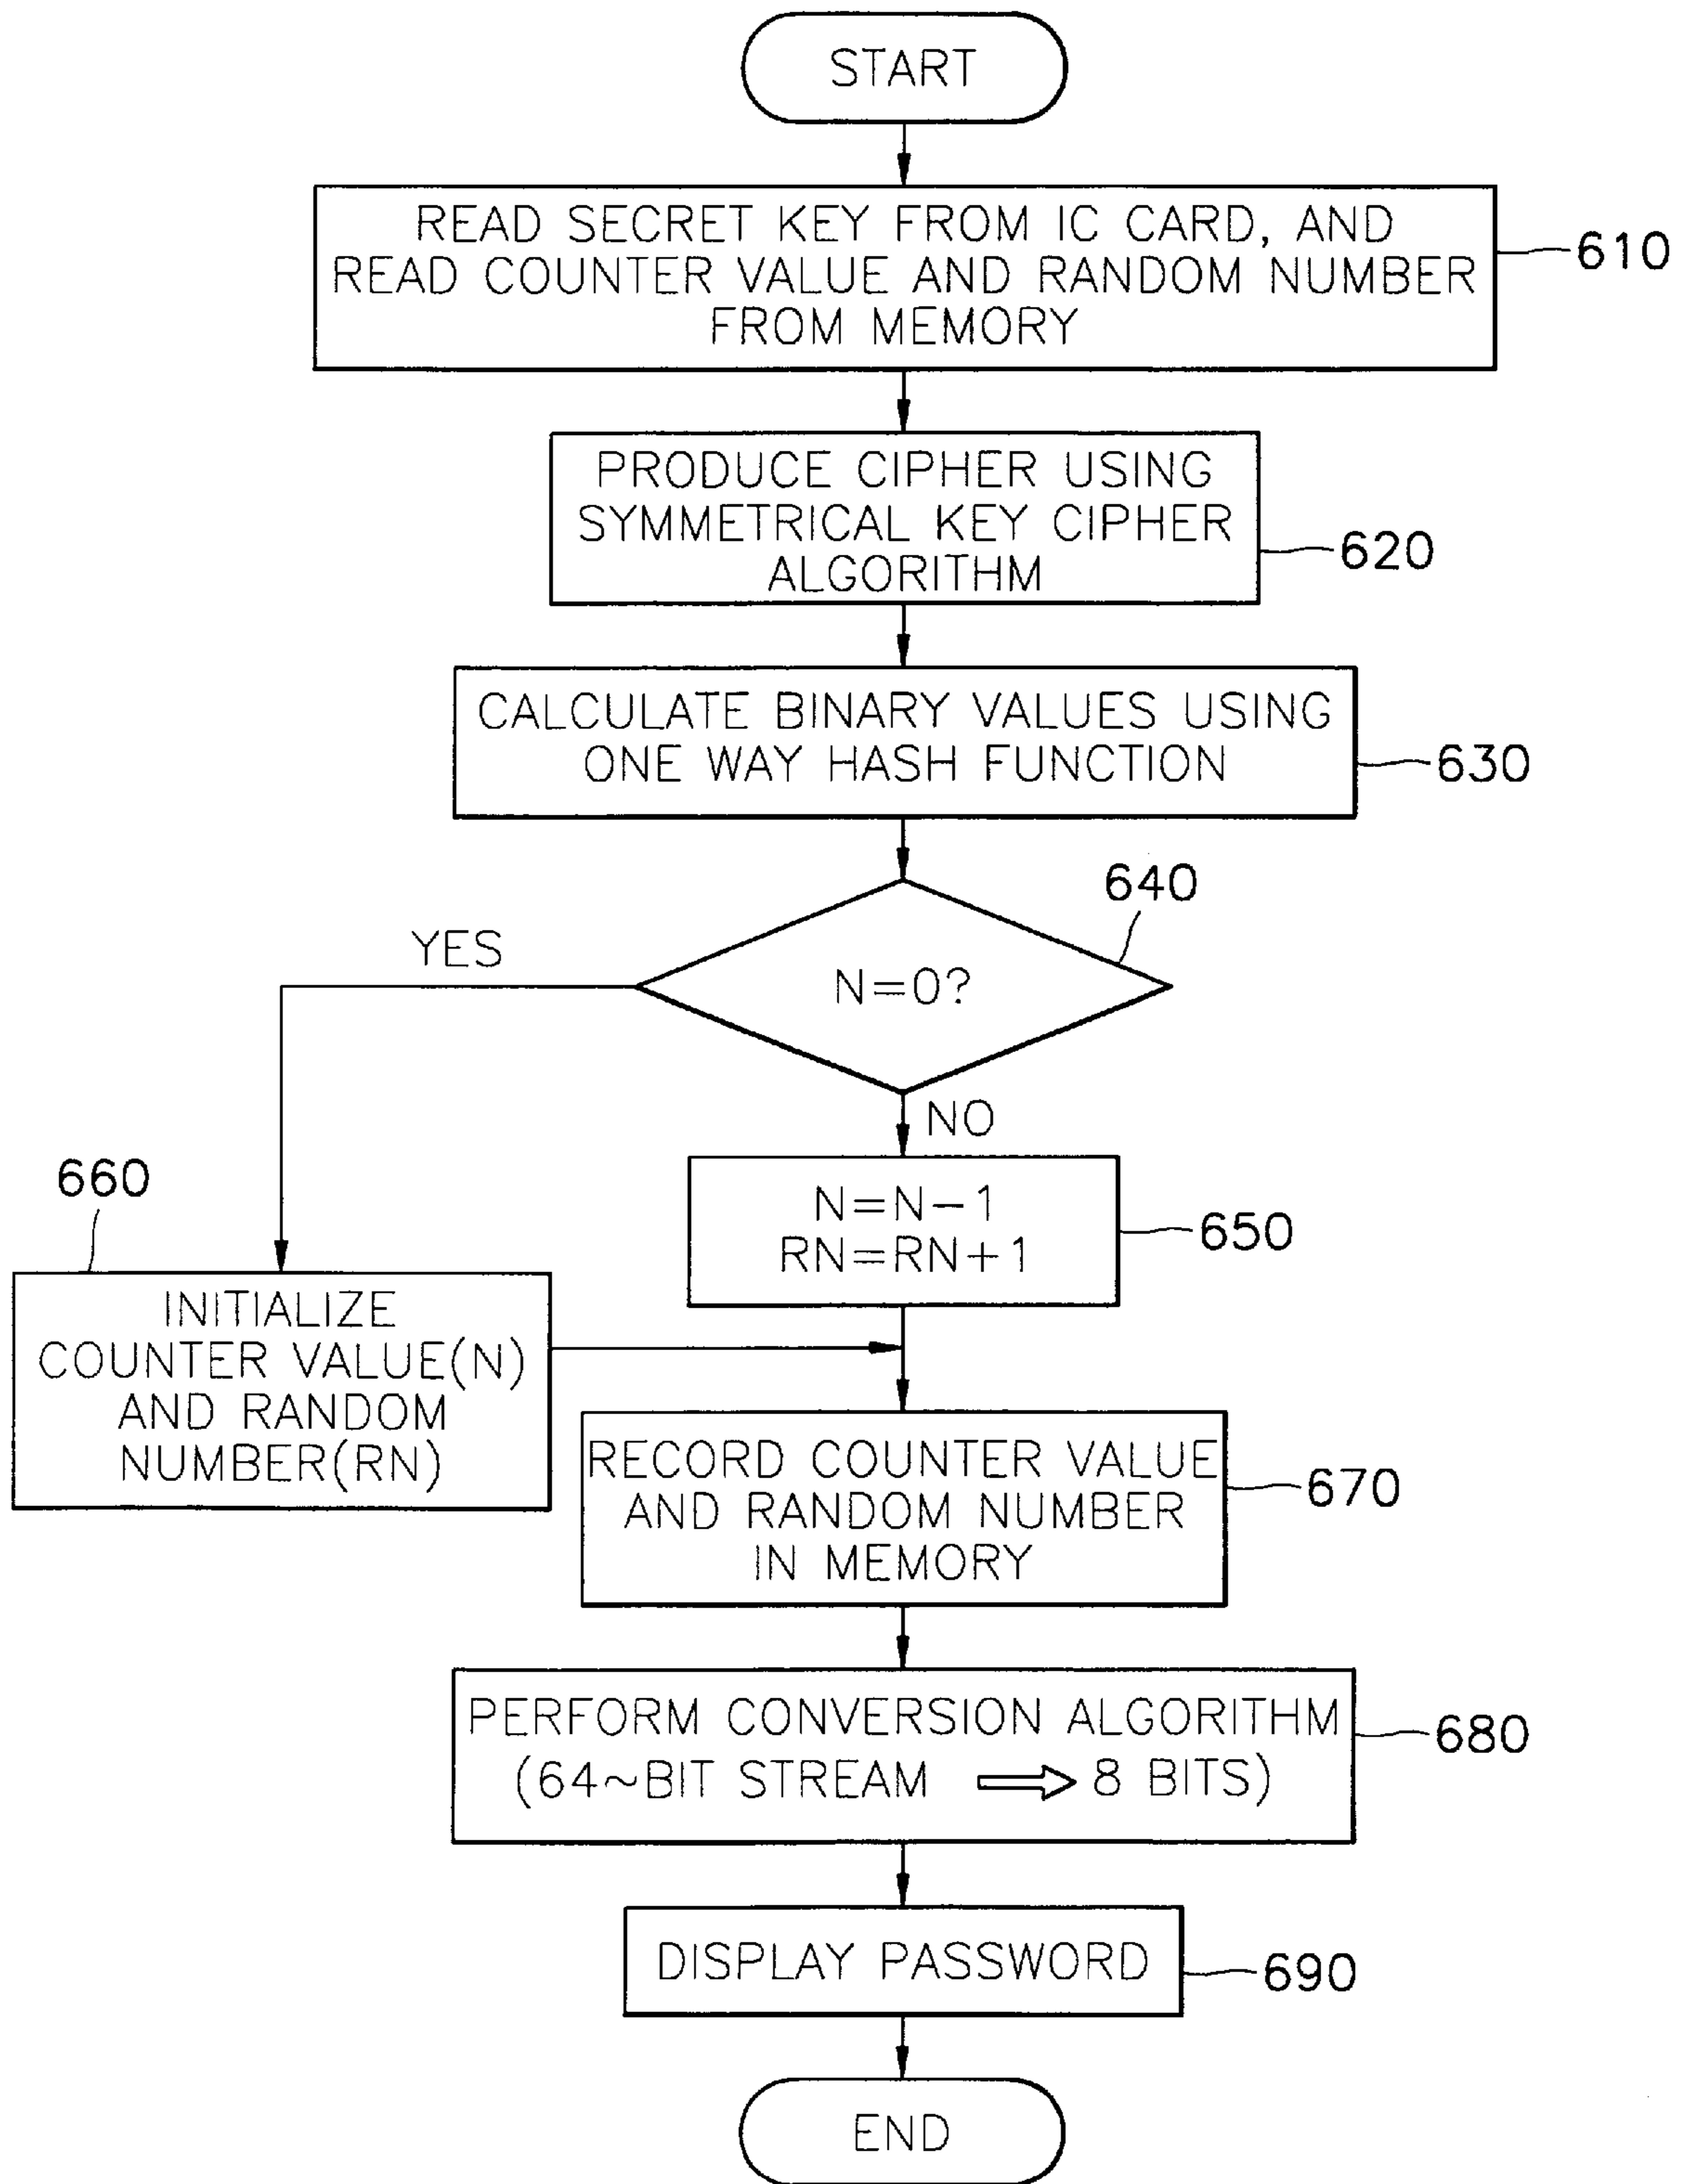 START
READ SECRET KEY FROM IC CARD, AND
READ COUNTER VALUE AND RANDOM NUMBER
FROM MEMORY
610
PRODUCE CIPHER USING
SYMMETRICAL KEY CIPHER
ALGORITHM
620
CALCULATE BINARY VALUES USING
ONE WAY HASH FUNCTION
630
640
YES
N=0?
NO
660
N=N-1
RN=RN+1
650
INITIALIZE
COUNTER VALUE(N)
AND RANDOM
NUMBER(RN)
RECORD COUNTER VALUE
AND RANDOM NUMBER
IN MEMORY
670
PERFORM CONVERSION ALGORITHM
(64~BIT STREAM ⇒ 8 BITS)
680
DISPLAY PASSWORD
690
END